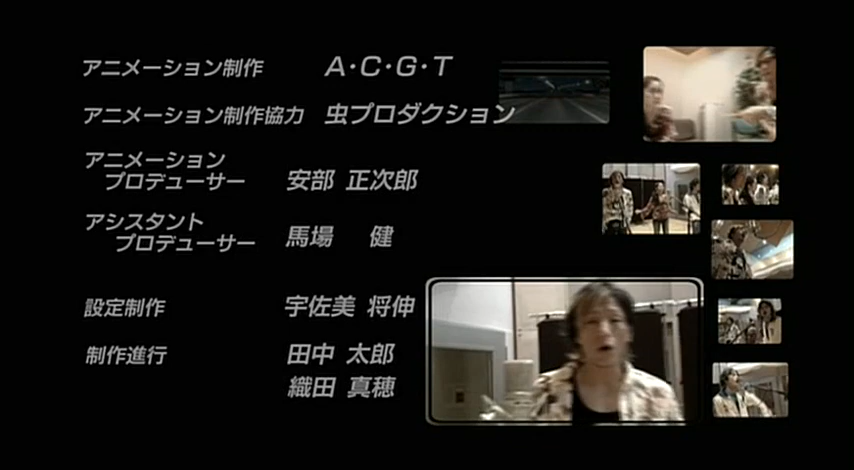 アニメーション制作 A・C・G・T
アニメーション制作協力 虫プロダクション
アニメーション
プロデューサー 安部 正次郎
アシスタント
プロデューサー 馬場 健
設定制作 宇佐美 将伸
制作進行 田中 太郎
織田 真穂